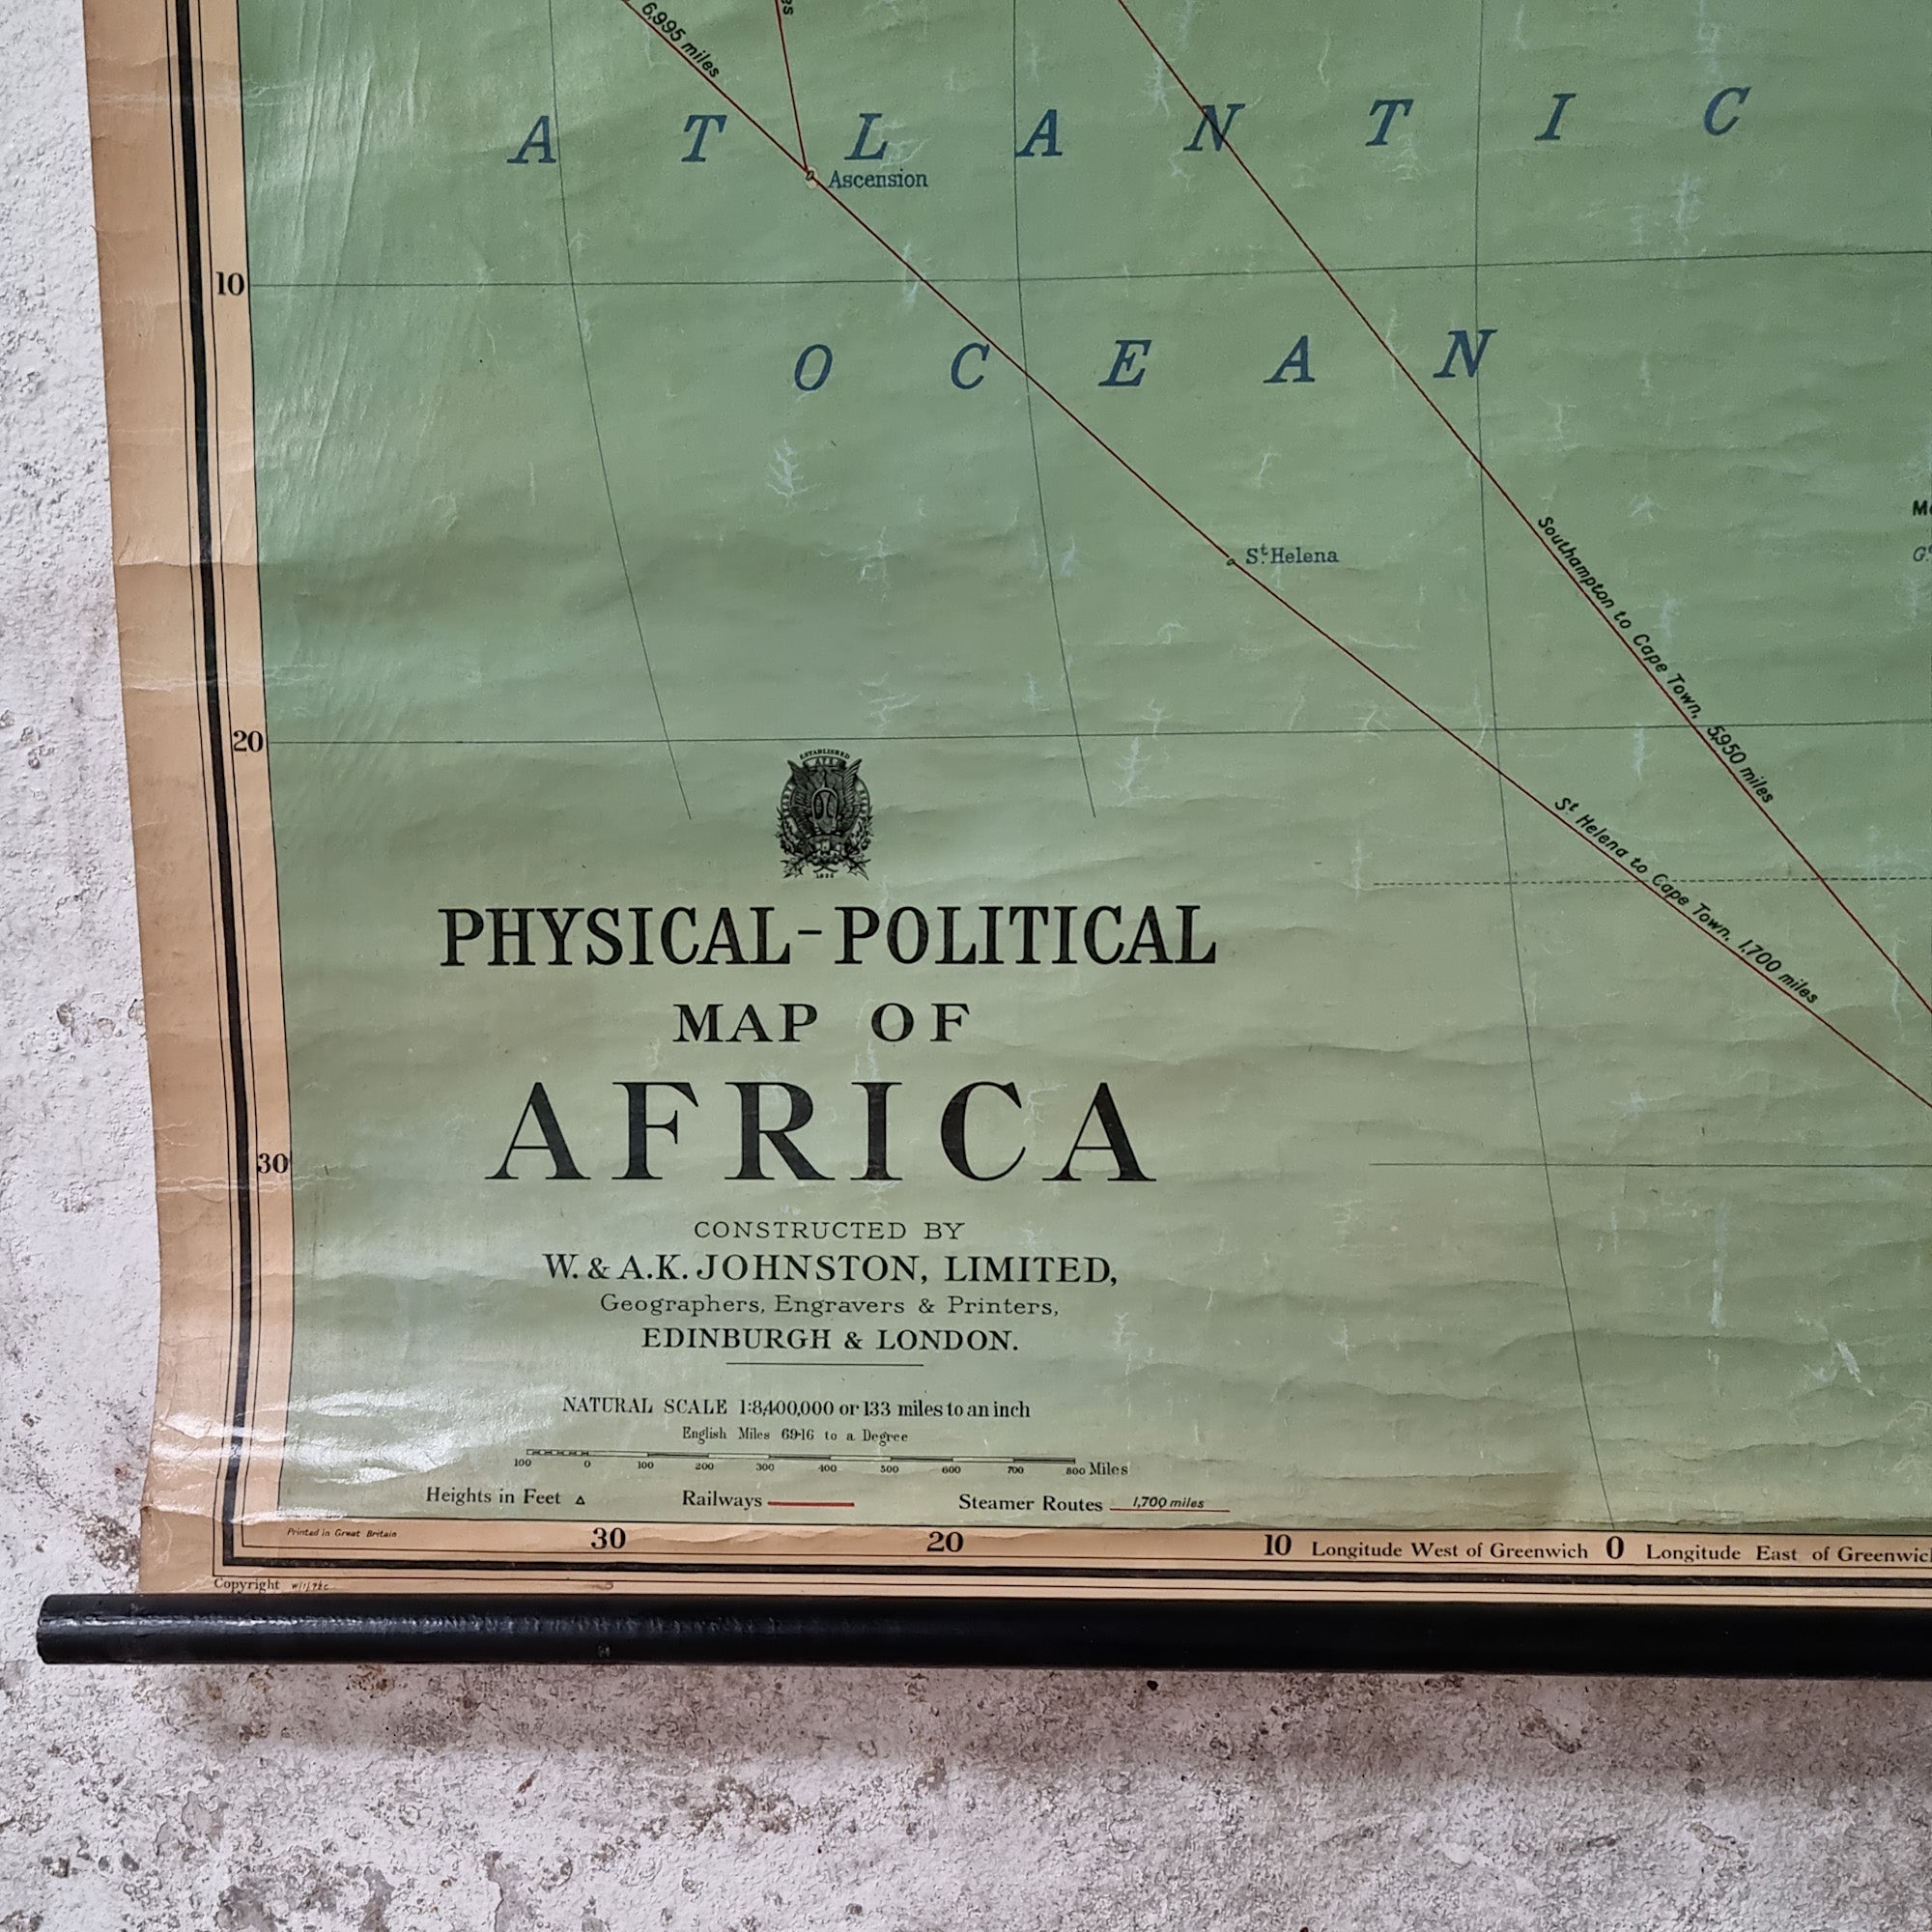 6,995 miles
ATLANTIC
Ascension
10
OCEAN
St. Helena
Southampton to Cape Town, 5,950 miles
20
ESTABLISHED
St Helena to Cape Town, 1,700 miles
PHYSICAL-POLITICAL
MAP OF
AFRICA
30
CONSTRUCTED BY
W. & A.K. JOHNSTON, LIMITED,
Geographers, Engravers & Printers,
EDINBURGH & LONDON.
NATURAL SCALE 1:8,400,000 or 133 miles to an inch
English Miles 69·16 to a Degree
100 0 100 200 300 400 500 600 700 800 Miles
Heights in Feet △ Railways Steamer Routes 1,700 miles
Printed in Great Britain
30 20 10 Longitude West of Greenwich 0 Longitude East of Greenwich
Copyright